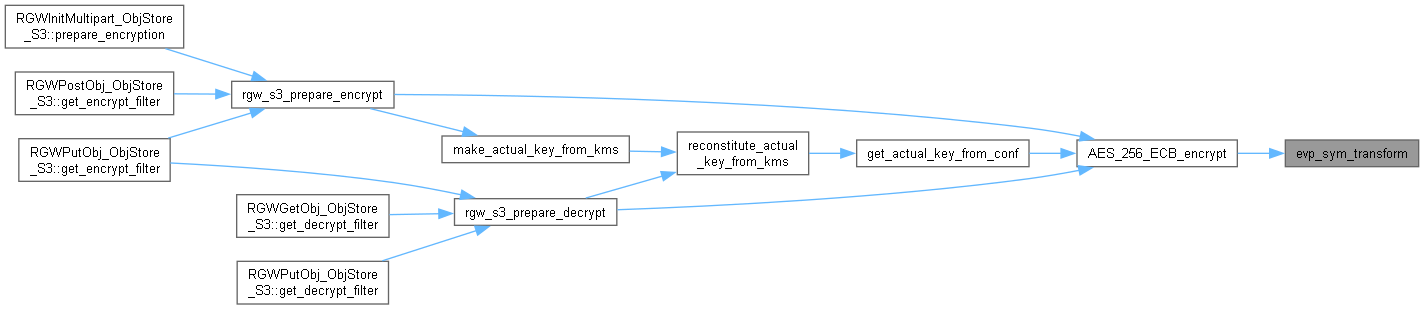 RGWInitMultipart_ObjStore
_S3::prepare_encryption
RGWPostObj_ObjStore
_S3::get_encrypt_filter
RGWPutObj_ObjStore
_S3::get_encrypt_filter
RGWGetObj_ObjStore
_S3::get_decrypt_filter
RGWPutObj_ObjStore
_S3::get_decrypt_filter
rgw_s3_prepare_encrypt
rgw_s3_prepare_decrypt
make_actual_key_from_kms
reconstitute_actual
_key_from_kms
get_actual_key_from_conf
AES_256_ECB_encrypt
evp_sym_transform